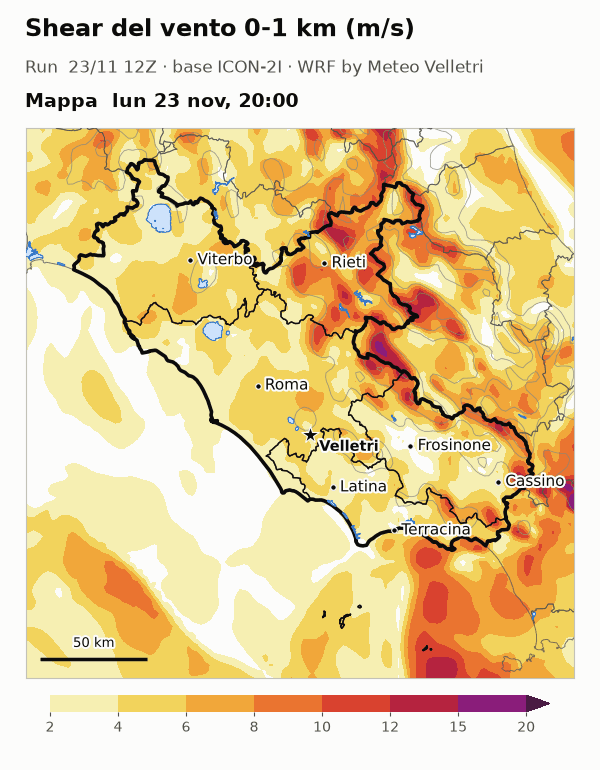 Shear del vento 0-1 km (m/s)
Run  23/11 12Z · base ICON-2I · WRF by Meteo Velletri
Mappa  lun 23 nov, 20:00
Viterbo
Rieti
Roma
Velletri
Frosinone
Latina
Cassino
Terracina
50 km
2 4 6 8 10 12 15 20